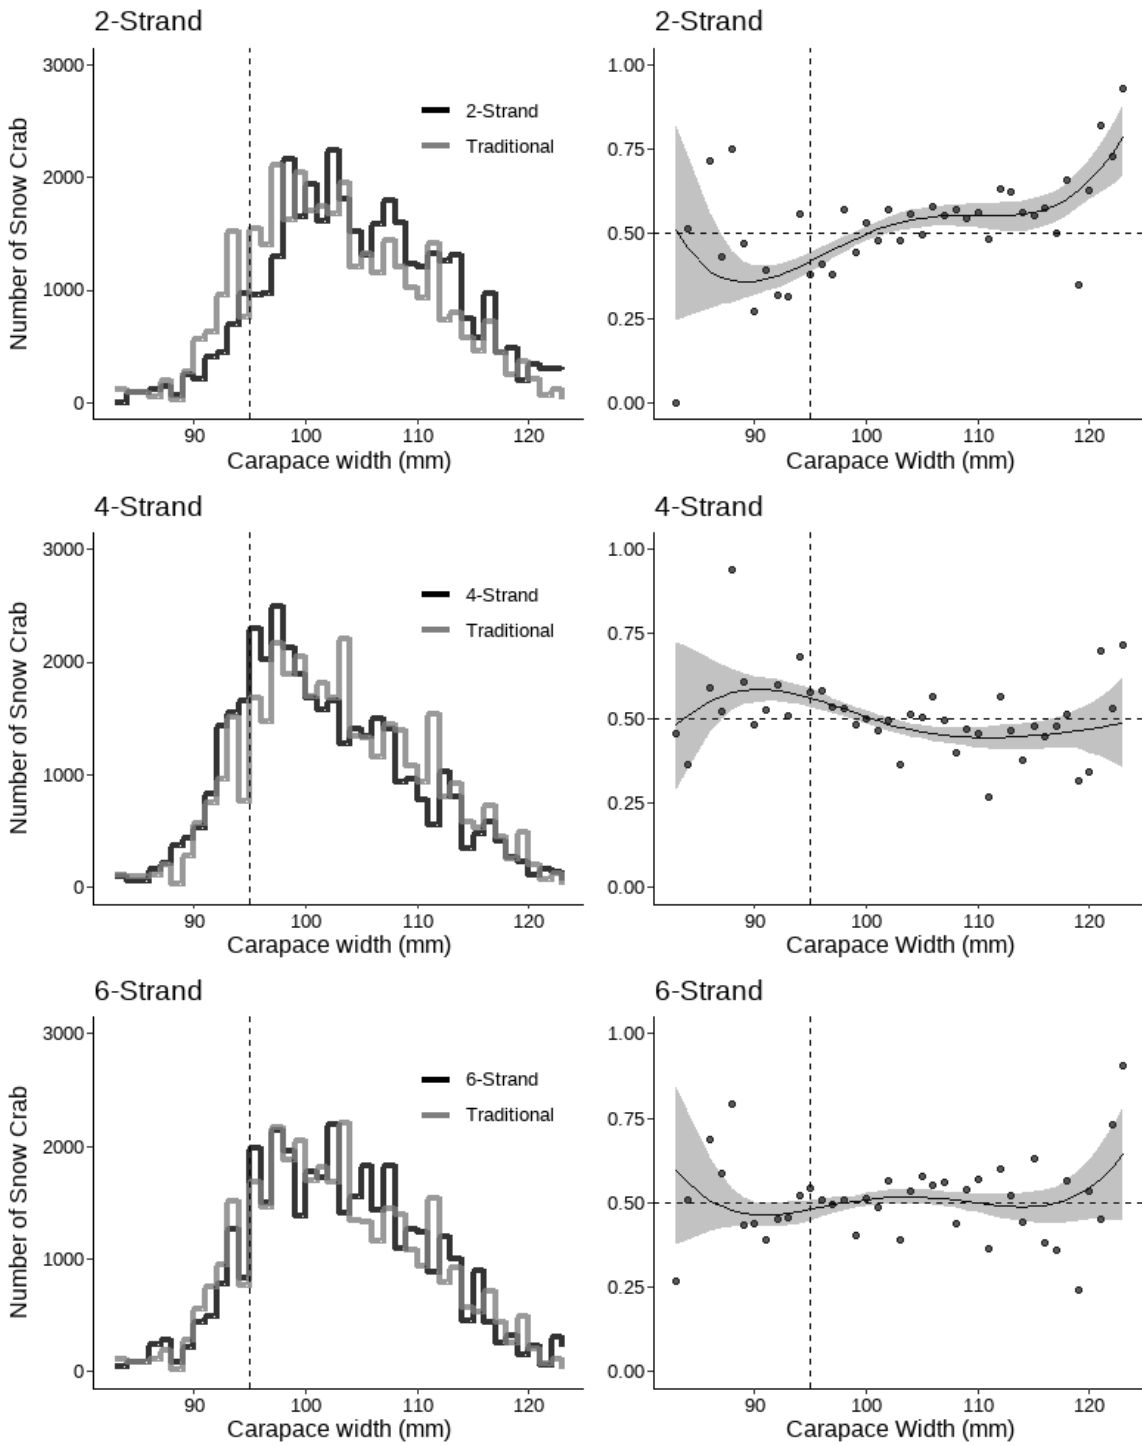 2-Strand
Number of Snow Crab
3000
2000
1000
0
2-Strand
Traditional
90 100 110 120
Carapace width (mm)
2-Strand
1.00
0.75
0.50
0.25
0.00
90 100 110 120
Carapace Width (mm)
4-Strand
Number of Snow Crab
3000
2000
1000
0
4-Strand
Traditional
90 100 110 120
Carapace width (mm)
4-Strand
1.00
0.75
0.50
0.25
0.00
90 100 110 120
Carapace Width (mm)
6-Strand
Number of Snow Crab
3000
2000
1000
0
6-Strand
Traditional
90 100 110 120
Carapace width (mm)
6-Strand
1.00
0.75
0.50
0.25
0.00
90 100 110 120
Carapace Width (mm)